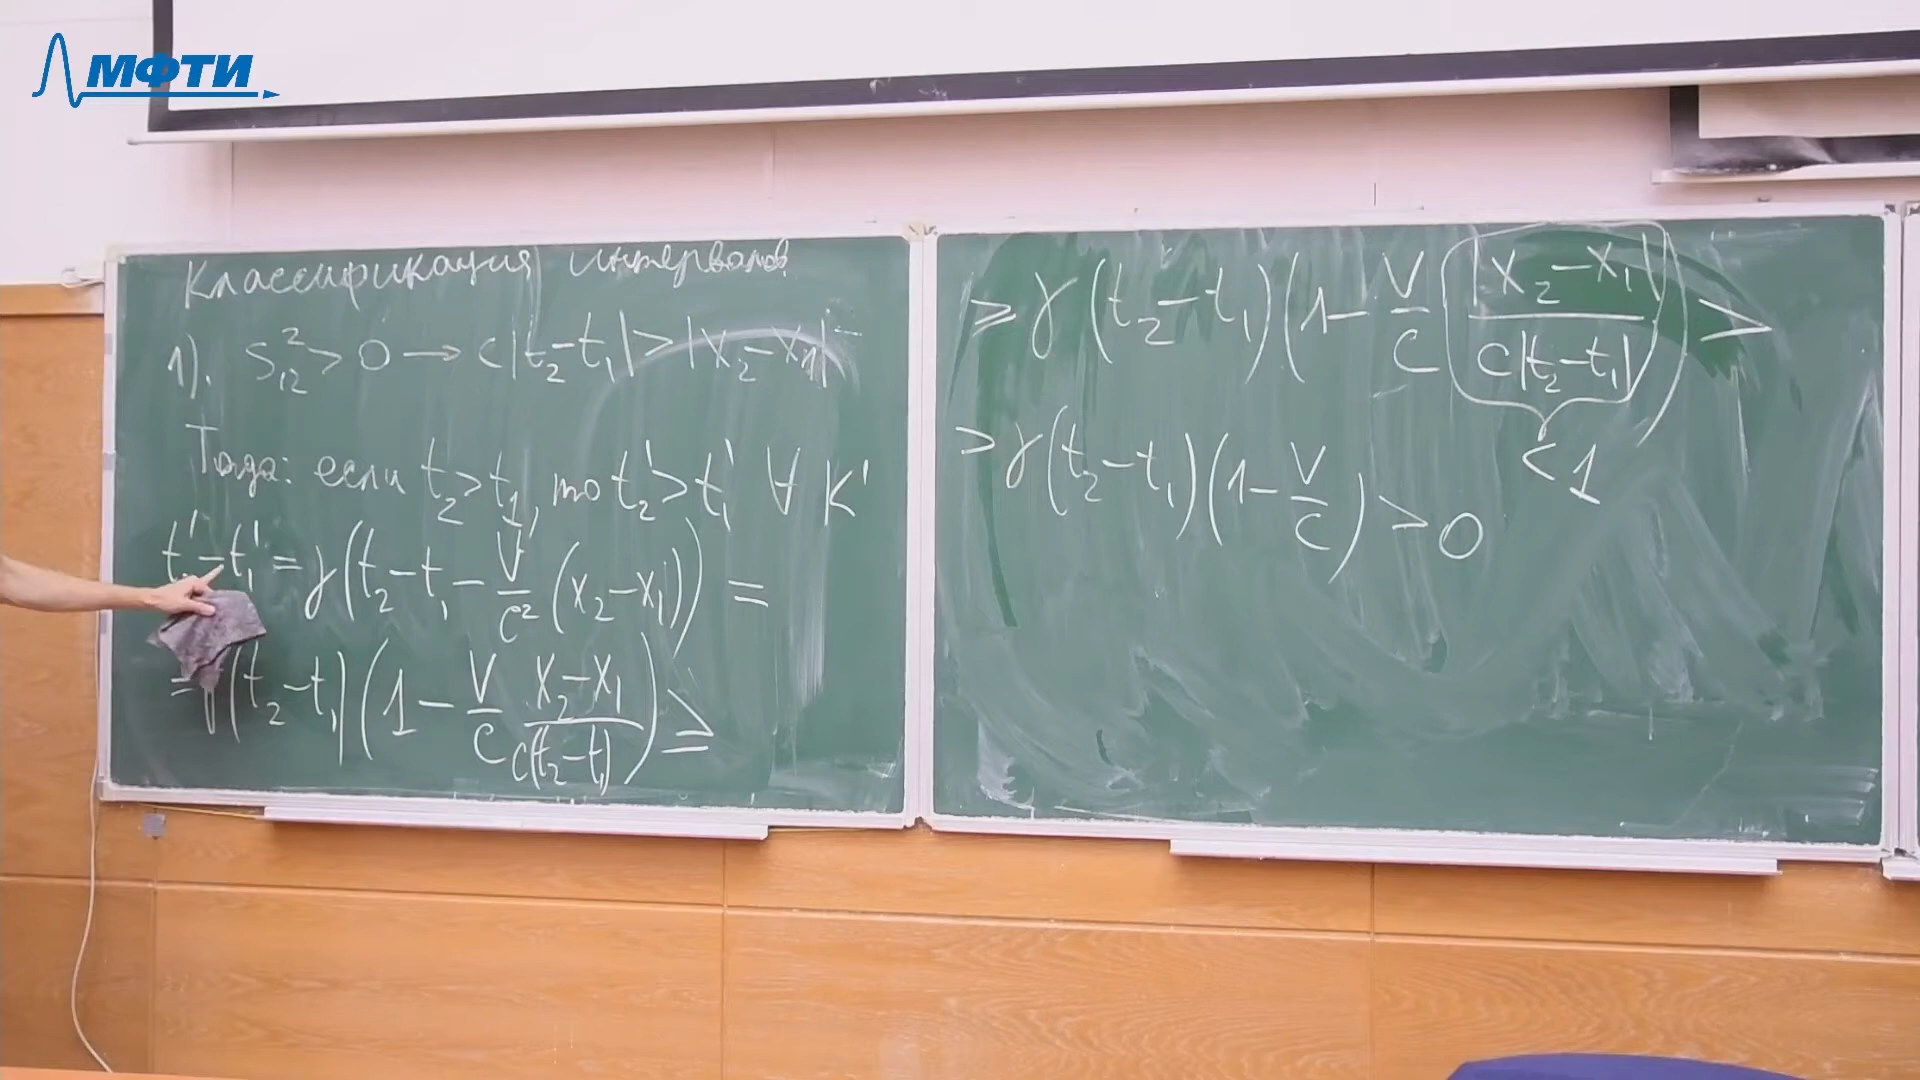 МФТИ
Классификация интервалов
1). S₁₂² > 0 → c|t₂−t₁| > |x₂−x₁|
Тогда: если t₂>t₁, то t₂'>t₁' ∀ K'
t₂'−t₁' = γ(t₂−t₁ − V/c² (x₂−x₁)) =
= γ(t₂−t₁)(1 − V/c (x₂−x₁)/(c(t₂−t₁))) ≥
≥ γ(t₂−t₁)(1 − V/c |x₂−x₁|/(c|t₂−t₁|)) >
< 1
> γ(t₂−t₁)(1 − V/c) > 0